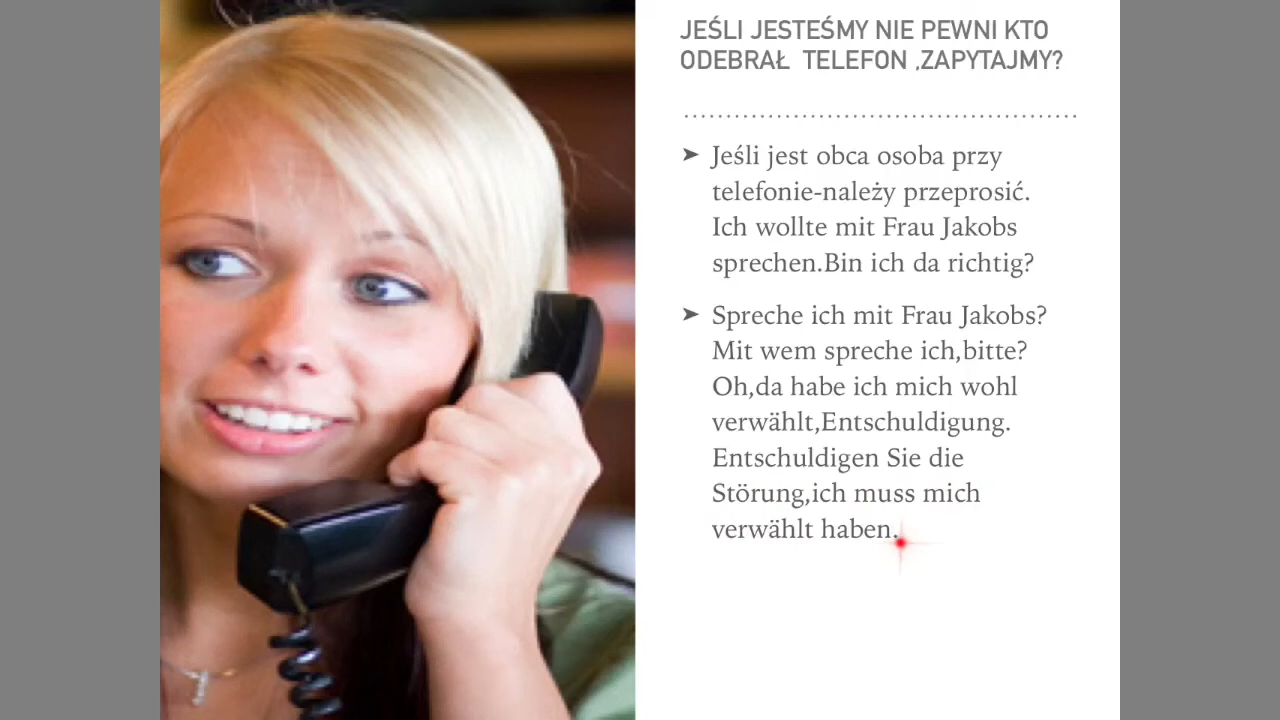 JEŚLI JESTEŚMY NIE PEWNI KTO
ODEBRAŁ TELEFON ,ZAPYTAJMY?
Jeśli jest obca osoba przy
telefonie-należy przeprosić.
Ich wollte mit Frau Jakobs
sprechen.Bin ich da richtig?
Spreche ich mit Frau Jakobs?
Mit wem spreche ich,bitte?
Oh,da habe ich mich wohl
verwählt,Entschuldigung.
Entschuldigen Sie die
Störung,ich muss mich
verwählt haben.